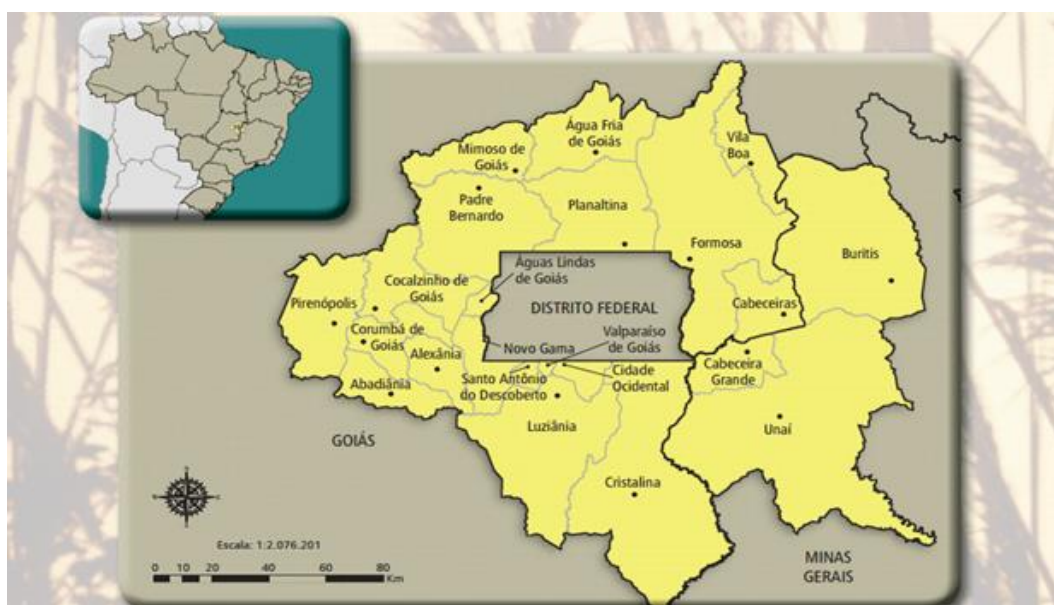 Água Fria
de Goiás
Mimoso de
Goiás
Vila
Boa
Padre
Bernardo
Planaltina
Formosa
Buritis
Águas Lindas
de Goiás
Cocalzinho de
Goiás
Pirenópolis
DISTRITO FEDERAL
Cabeceiras
Corumbá de
Goiás
Novo Gama
Valparaíso
de Goiás
Alexânia
Cabeceira
Grande
Santo Antônio
do Descoberto
Cidade
Ocidental
Abadiânia
Luziânia
Unaí
GOIÁS
Cristalina
Escala: 1:2.076.201
0 20 40 60 80
Km
MINAS
GERAIS